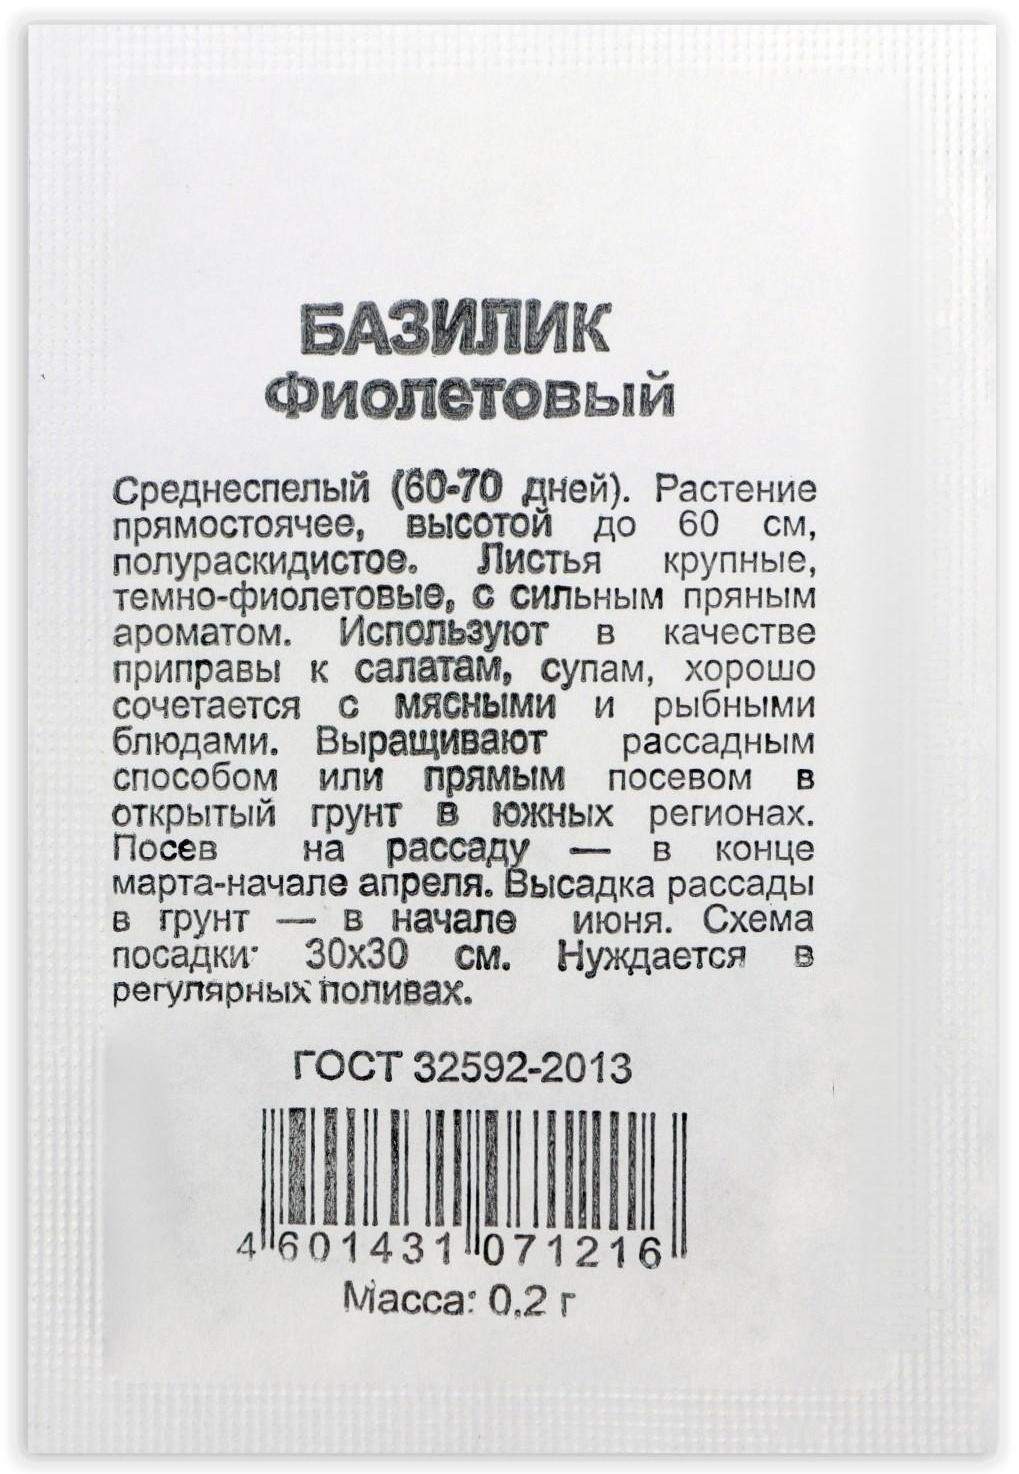 БАЗИЛИК
Фиолетовый
Среднеспелый (60-70 дней). Растение
прямостоячее, высотой до 60 см,
полураскидистое. Листья крупные,
темно-фиолетовые, с сильным пряным
ароматом. Используют в качестве
приправы к салатам, супам, хорошо
сочетается с мясными и рыбными
блюдами. Выращивают рассадным
способом или прямым посевом в
открытый грунт в южных регионах.
Посев на рассаду — в конце
марта-начале апреля. Высадка рассады
в грунт — в начале июня. Схема
посадки: 30х30 см. Нуждается в
регулярных поливах.
ГОСТ 32592-2013
4 601431 071216
Масса: 0,2 г